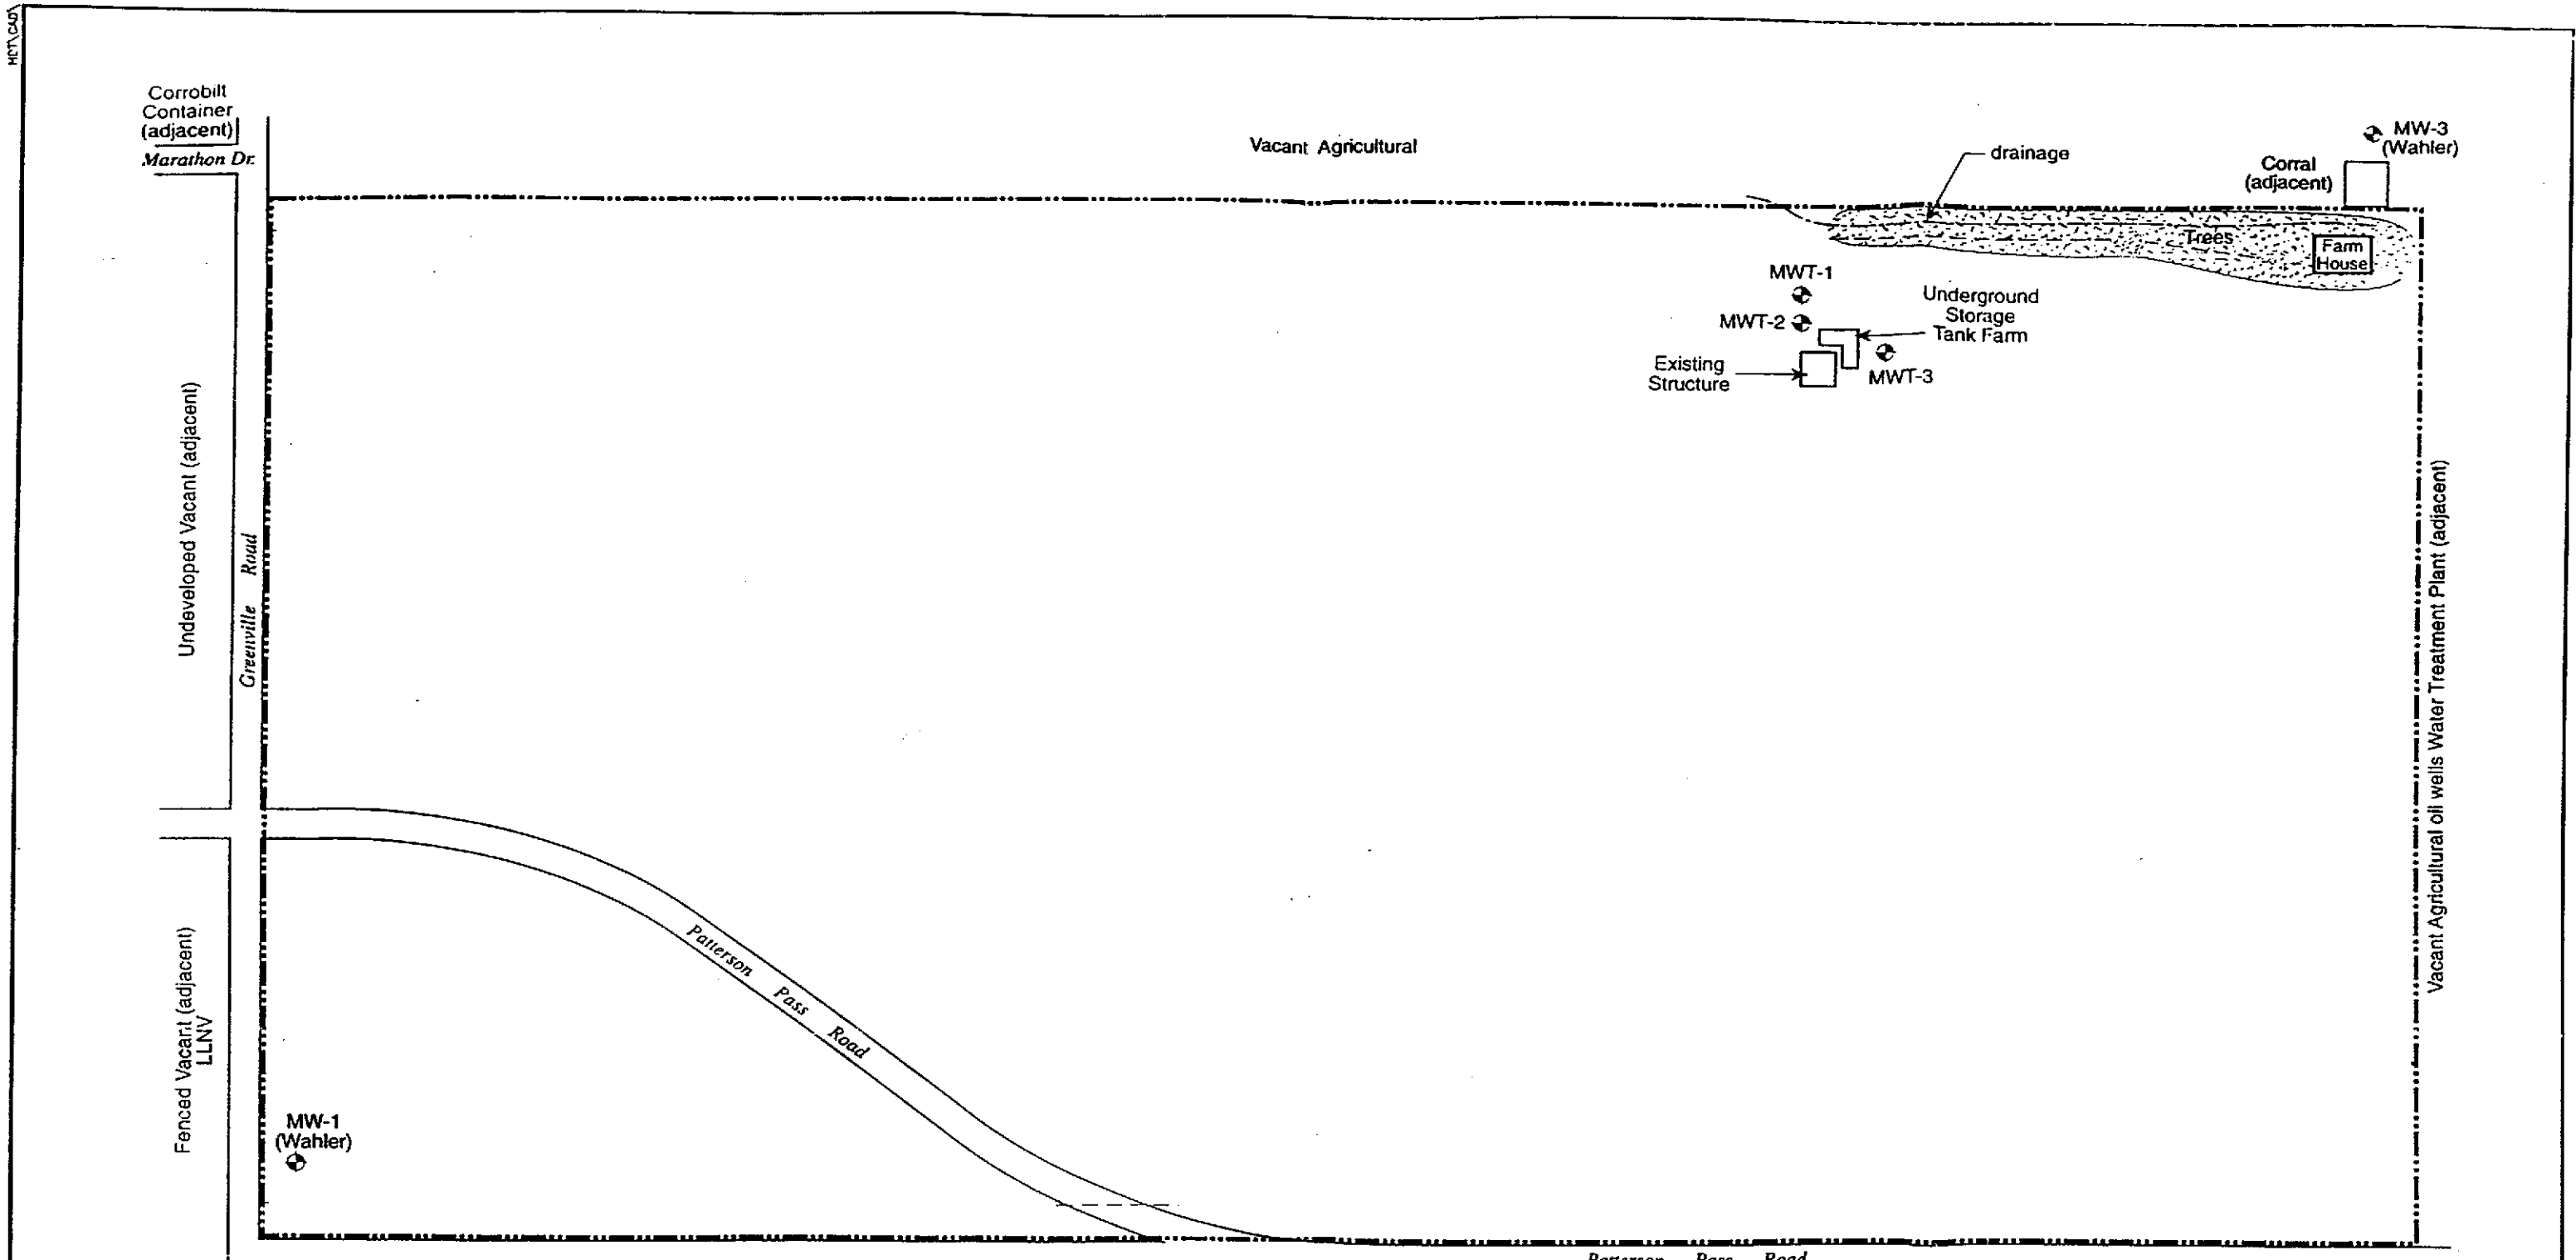 Corrobilt
Container
(adjacent)
Marathon Dr.
Vacant Agricultural
drainage
MW-3
(Wahler)
Corral
(adjacent)
Trees
Farm
House
MWT-1
MWT-2
Underground
Storage
Tank Farm
Existing
Structure
MWT-3
Undeveloped Vacant (adjacent)
Greenville Road
Vacant Agricultural oil wells Water Treatment Plant (adjacent)
Patterson Pass Road
Fenced Vacant (adjacent)
LLNV
MW-1
(Wahler)
Patterson Pass Road